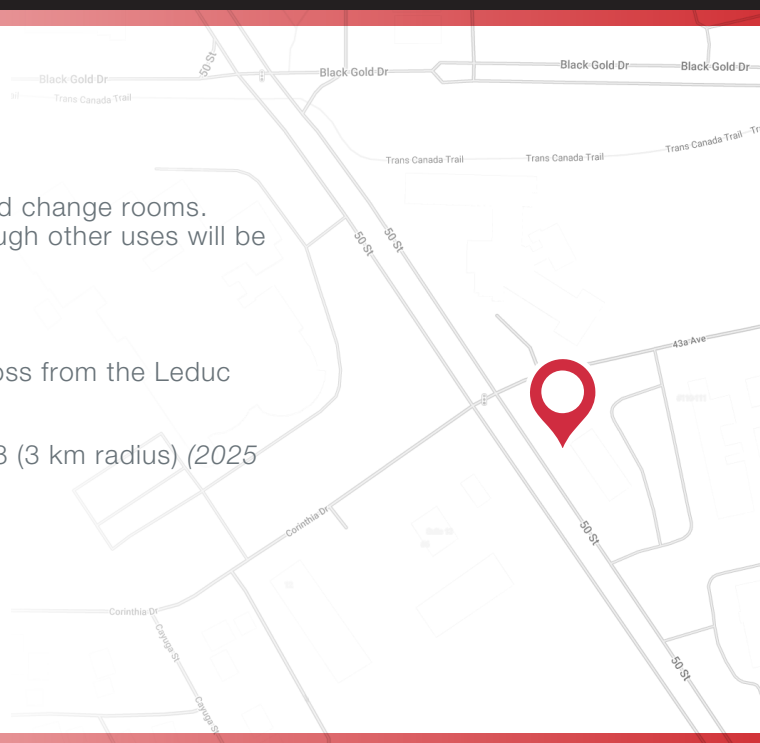 50 St
Black Gold Dr
Black Gold Dr
Black Gold Dr
Black Gold Dr
Trans Canada Trail
Trans Canada Trail
Trans Canada Trail
Trans Canada Trail
d change rooms.
ugh other uses will be
50 St
50 St
43a Ave
oss from the Leduc
3 (3 km radius) (2025
Corinthia Dr
50 St
Corinthia Dr
Cayuga St
50 St
Cayuga St